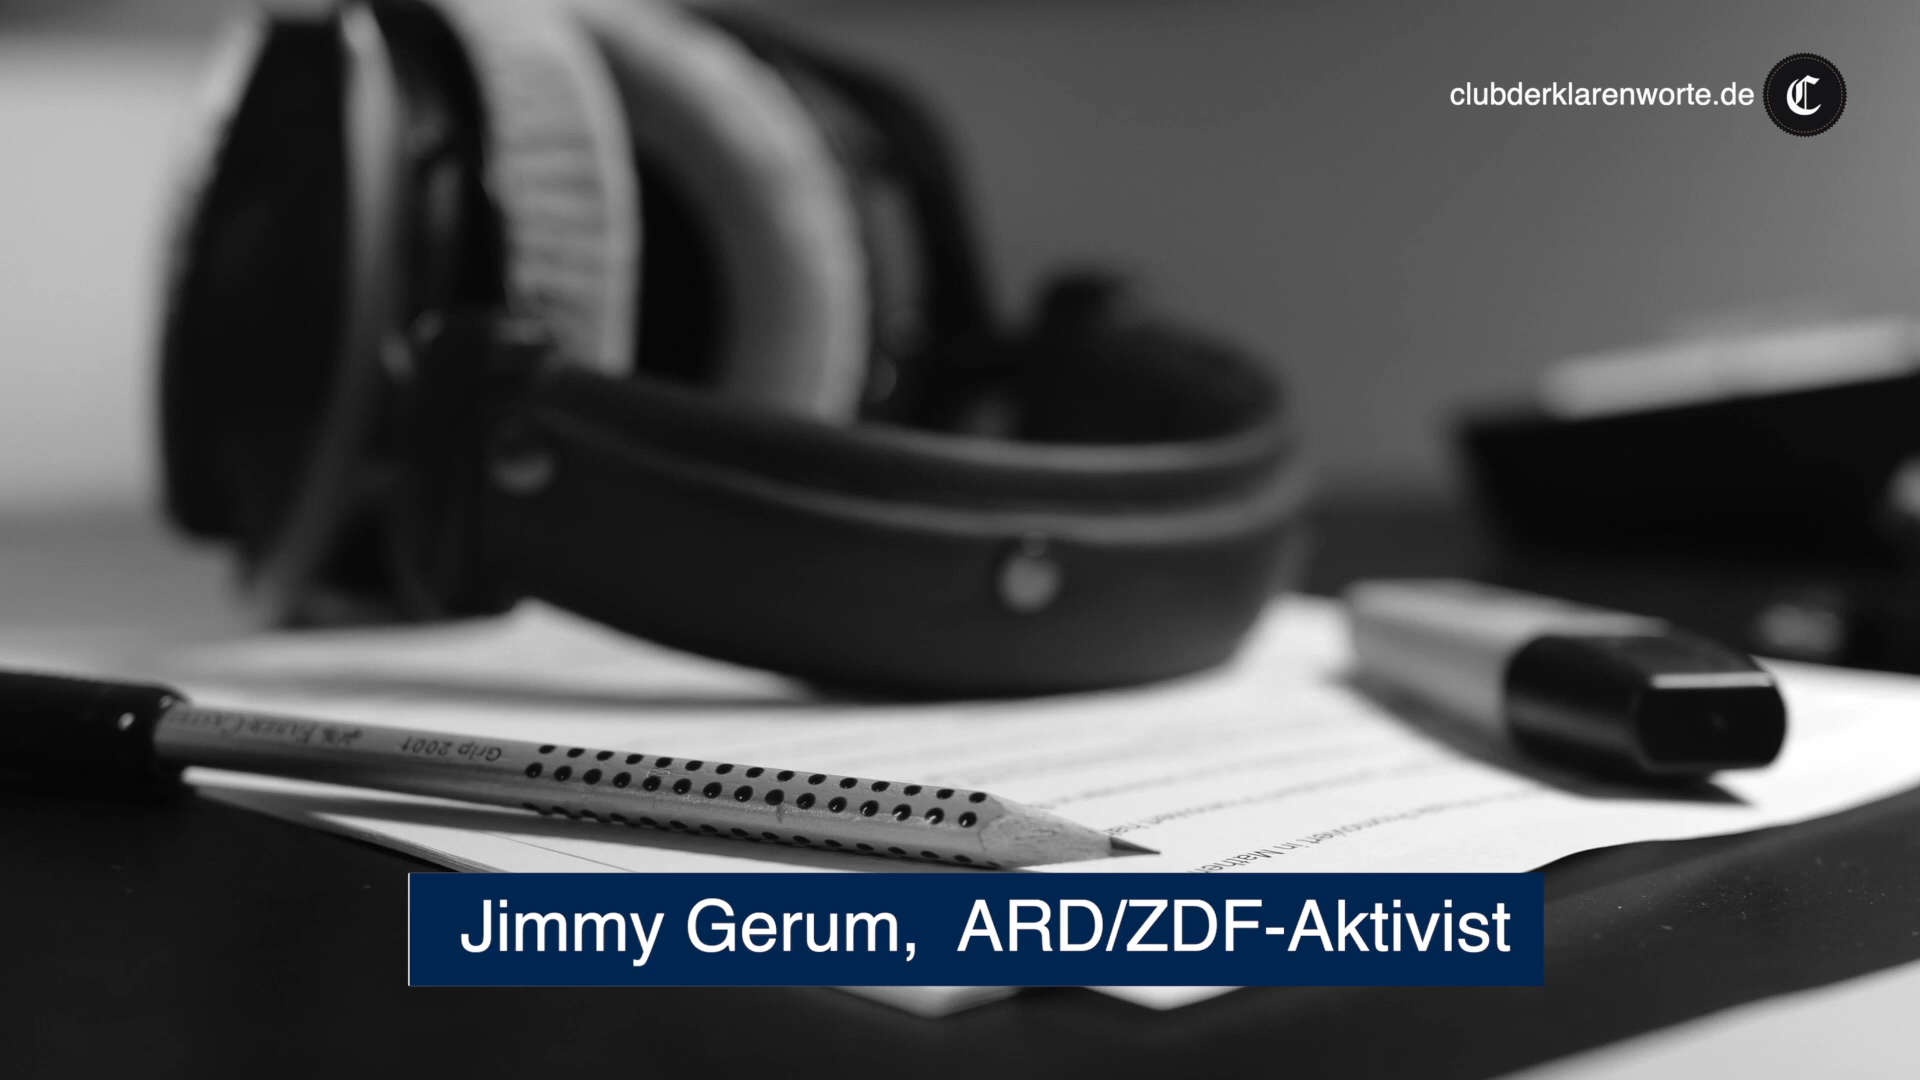 clubderklarenworte.de
C
Grip 2001
Jimmy Gerum, ARD/ZDF-Aktivist